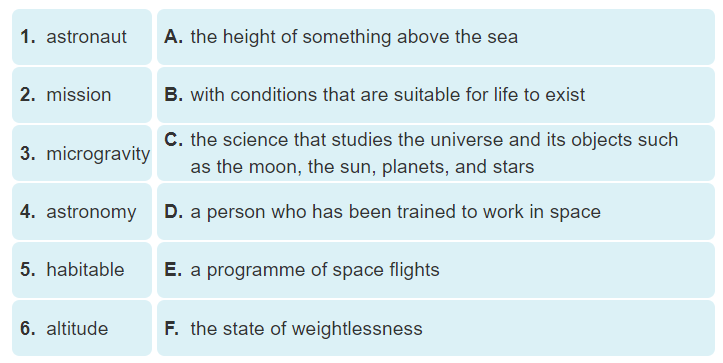 1. astronaut A. the height of something above the sea
2. mission B. with conditions that are suitable for life to exist
3. microgravity C. the science that studies the universe and its objects such
as the moon, the sun, planets, and stars
4. astronomy D. a person who has been trained to work in space
5. habitable E. a programme of space flights
6. altitude F. the state of weightlessness